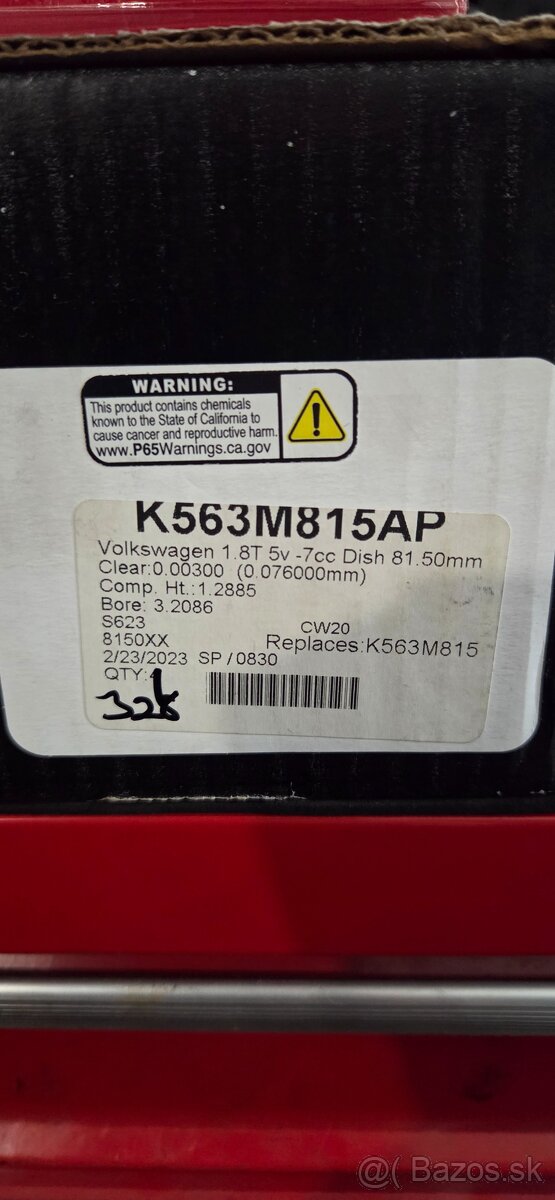 WARNING:
This product contains chemicals
known to the State of California to
cause cancer and reproductive harm.
www.P65Warnings.ca.gov
K563M815AP
Volkswagen 1.8T 5v -7cc Dish 81.50mm
Clear:0.00300 (0.076000mm)
Comp. Ht.:1.2885
Bore: 3.2086
S623
CW20
8150XX
Replaces:K563M815
2/23/2023 SP/0830
QTY:
@( Bazos.sk